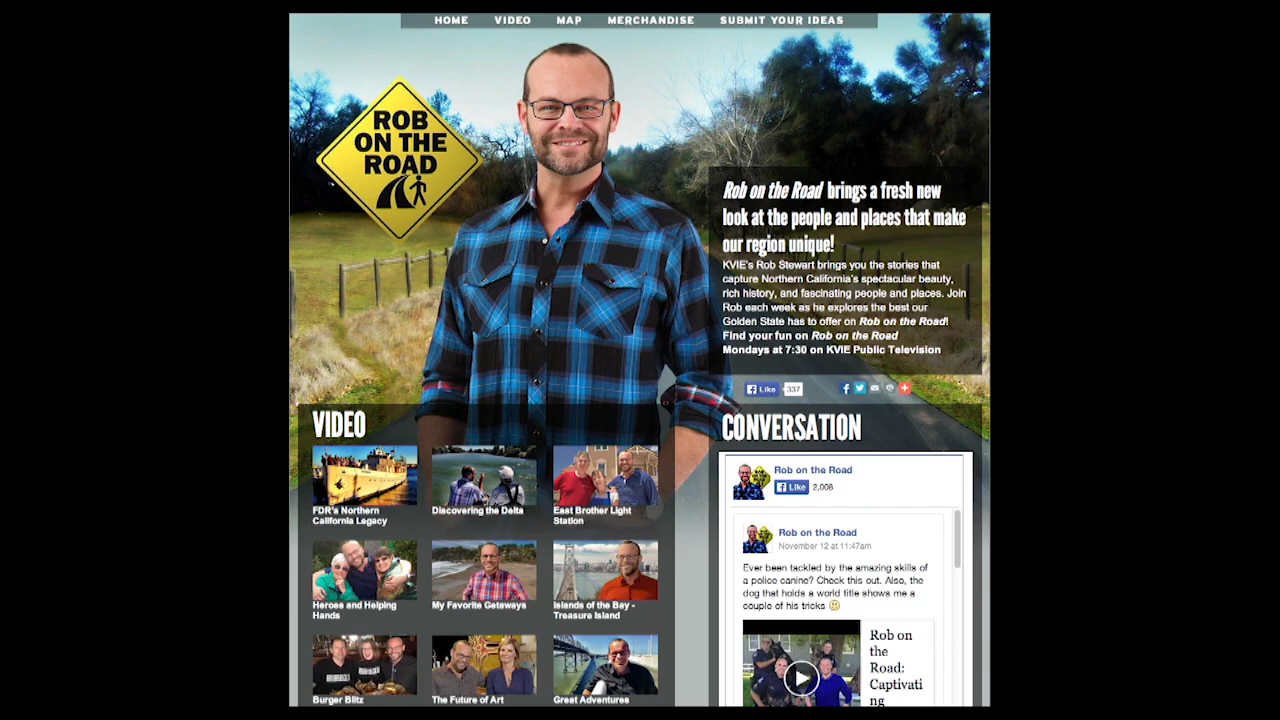 HOME VIDEO MAP MERCHANDISE SUBMIT YOUR IDEAS
ROB
ON THE
ROAD
Rob on the Road brings a fresh new
look at the people and places that make
our region unique!
KVIE's Rob Stewart brings you the stories that
capture Northern California's spectacular beauty,
rich history, and fascinating people and places. Join
Rob each week as he explores the best our
Golden State has to offer on Rob on the Road!
Find your fun on Rob on the Road
Mondays at 7:30 on KVIE Public Television
Like 337
VIDEO
FDR's Northern
California Legacy
Discovering the Delta
East Brother Light
Station
Heroes and Helping
Hands
My Favorite Getaways
Islands of the Bay -
Treasure Island
Burger Blitz
The Future of Art
Great Adventures
CONVERSATION
Rob on the Road
Like 2,006
Rob on the Road
November 12 at 11:47am
Ever been tackled by the amazing skills of
a police canine? Check this out. Also, the
dog that holds a world title shows me a
couple of his tricks
Rob on
the
Road:
Captivati
ng